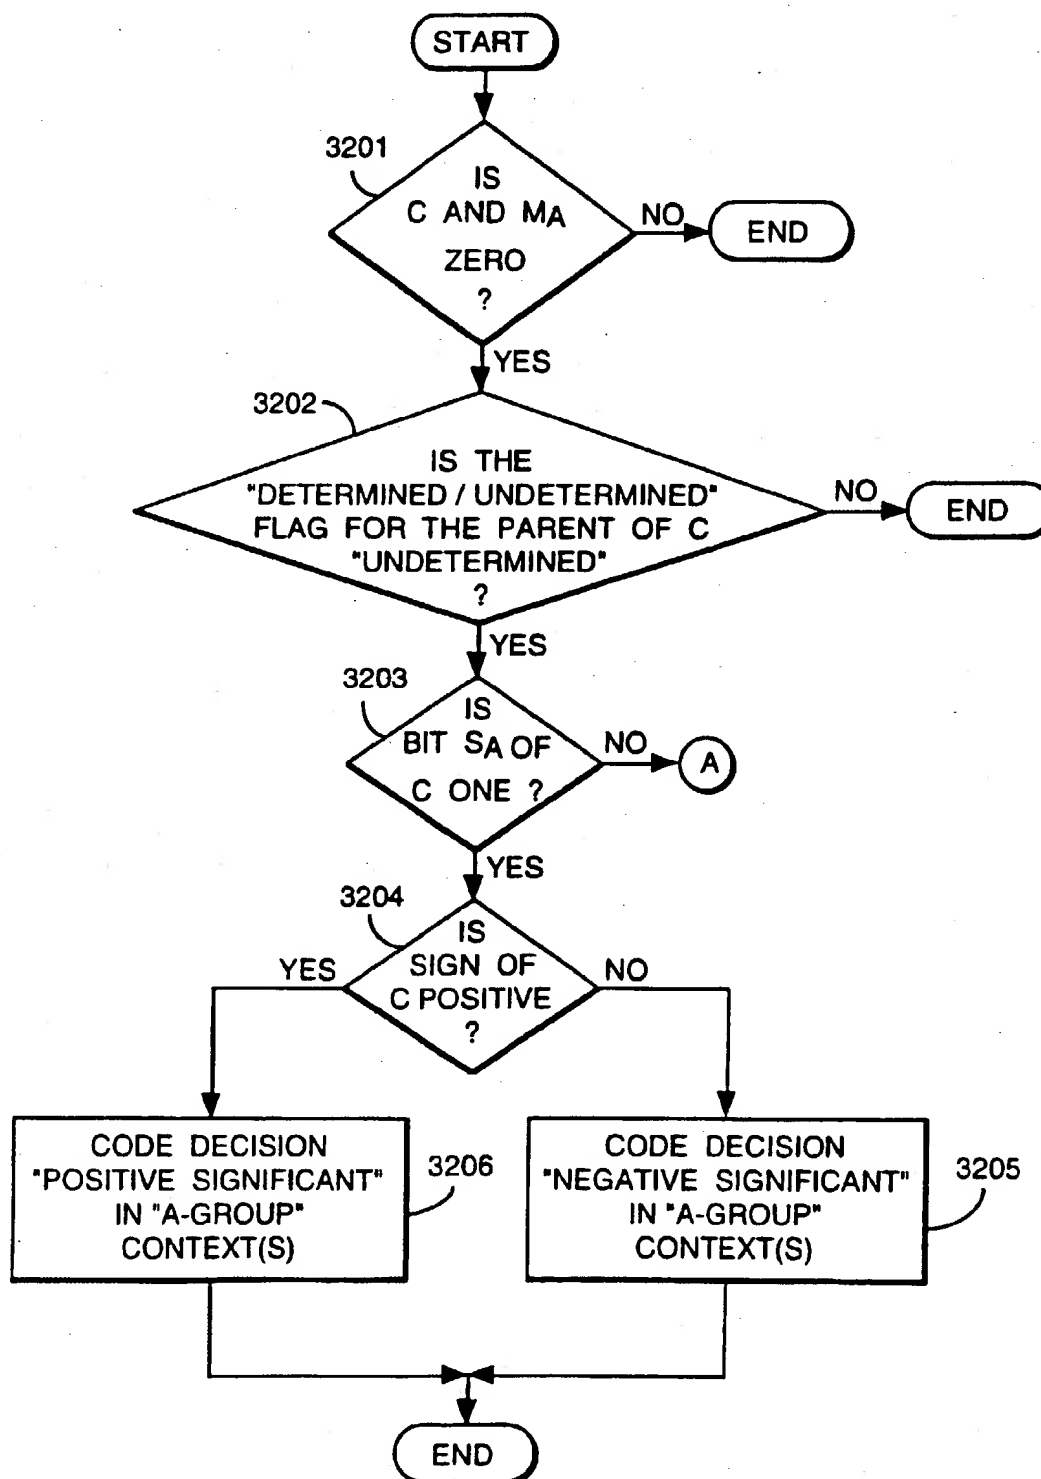 START
3201
IS
C AND MA
ZERO
?
NO
END
YES
3202
IS THE
"DETERMINED / UNDETERMINED"
FLAG FOR THE PARENT OF C
"UNDETERMINED"
?
NO
END
YES
3203
IS
BIT SA OF
C ONE ?
NO
A
YES
3204
IS
SIGN OF
C POSITIVE
?
YES
NO
CODE DECISION
"POSITIVE SIGNIFICANT"
IN "A-GROUP"
CONTEXT(S)
3206
CODE DECISION
"NEGATIVE SIGNIFICANT"
IN "A-GROUP"
CONTEXT(S)
3205
END